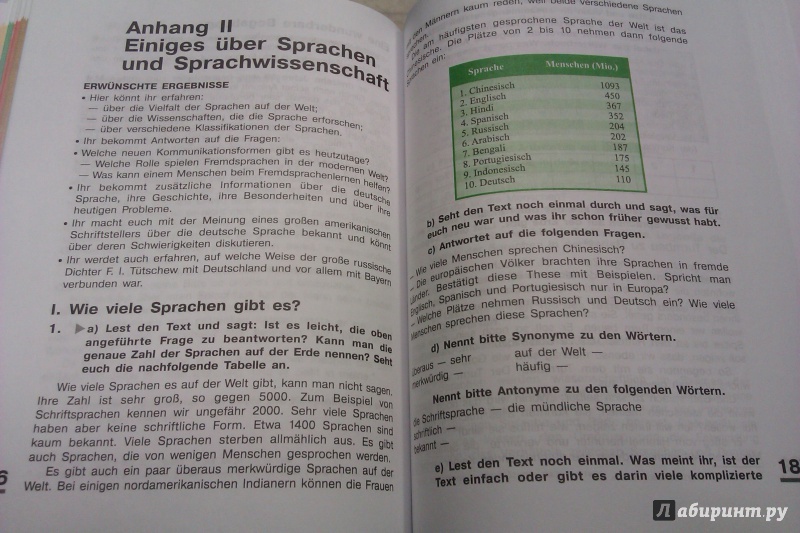 Anhang II
Einiges über Sprachen
und Sprachwissenschaft
ERWÜNSCHTE ERGEBNISSE
• Hier könnt ihr erfahren:
— über die Vielfalt der Sprachen auf der Welt;
— über die Wissenschaften, die die Sprache erforschen;
— über verschiedene Klassifikationen der Sprachen.
• Ihr bekommt Antworten auf die Fragen:
• Welche neuen Kommunikationsformen gibt es heutzutage?
— Welche Rolle spielen Fremdsprachen in der modernen Welt?
— Was kann einem Menschen beim Fremdsprachenlernen helfen?
• Ihr bekommt zusätzliche Informationen über die deutsche
Sprache, ihre Geschichte, ihre Besonderheiten und über ihre
heutigen Probleme.
• Ihr macht euch mit der Meinung eines großen amerikanischen
Schriftstellers über die deutsche Sprache bekannt und könnt
über deren Schwierigkeiten diskutieren.
• Ihr werdet auch erfahren, auf welche Weise der große russische
Dichter F. I. Tütschew mit Deutschland und vor allem mit Bayern
verbunden war.
I. Wie viele Sprachen gibt es?
1. a) Lest den Text und sagt: Ist es leicht, die oben
angeführte Frage zu beantworten? Kann man die
genaue Zahl der Sprachen auf der Erde nennen? Seht
euch die nachfolgende Tabelle an.
Wie viele Sprachen es auf der Welt gibt, kann man nicht sagen.
Ihre Zahl ist sehr groß, so gegen 5000. Zum Beispiel von
Schriftsprachen kennen wir ungefähr 2000. Sehr viele Sprachen
haben aber keine schriftliche Form. Etwa 1400 Sprachen sind
kaum bekannt. Viele Sprachen sterben allmählich aus. Es gibt
auch Sprachen, die von wenigen Menschen gesprochen werden.
Es gibt auch ein paar überaus merkwürdige Sprachen auf der
Welt. Bei einigen nordamerikanischen Indianern können die Frauen
6
den Männern kaum reden, weil beide verschiedene Sprachen
am häufigsten gesprochene Sprache der Welt ist das
Die Plätze von 2 bis 10 nehmen dann folgende
ein:
Sprache Menschen (Min.)
1. Chinesisch 1093
2. Englisch 450
3. Hindi 367
4. Spanisch 352
5. Russisch 204
6. Arabisch 202
7. Bengali 187
8. Portugiesisch 175
9. Indonesisch 145
10. Deutsch 110
b) Seht den Text noch einmal durch und sagt, was für
euch neu war und was ihr schon früher gewusst habt.
c) Antwortet auf die folgenden Fragen.
– Wie viele Menschen sprechen Chinesisch?
– Die europäischen Völker brachten ihre Sprachen in fremde
Länder. Bestätigt diese These mit Beispielen. Spricht man
Englisch, Spanisch und Portugiesisch nur in Europa?
– Welche Plätze nehmen Russisch und Deutsch ein? Wie viele
Menschen sprechen diese Sprachen?
d) Nennt bitte Synonyme zu den Wörtern.
überaus — sehr auf der Welt —
merkwürdig — häufig —
Nennt bitte Antonyme zu den folgenden Wörtern.
die Schriftsprache — die mündliche Sprache
schriftlich —
bekannt —
e) Lest den Text noch einmal. Was meint ihr, ist der
Text einfach oder gibt es darin viele komplizierte
18
Лабиринт.ру